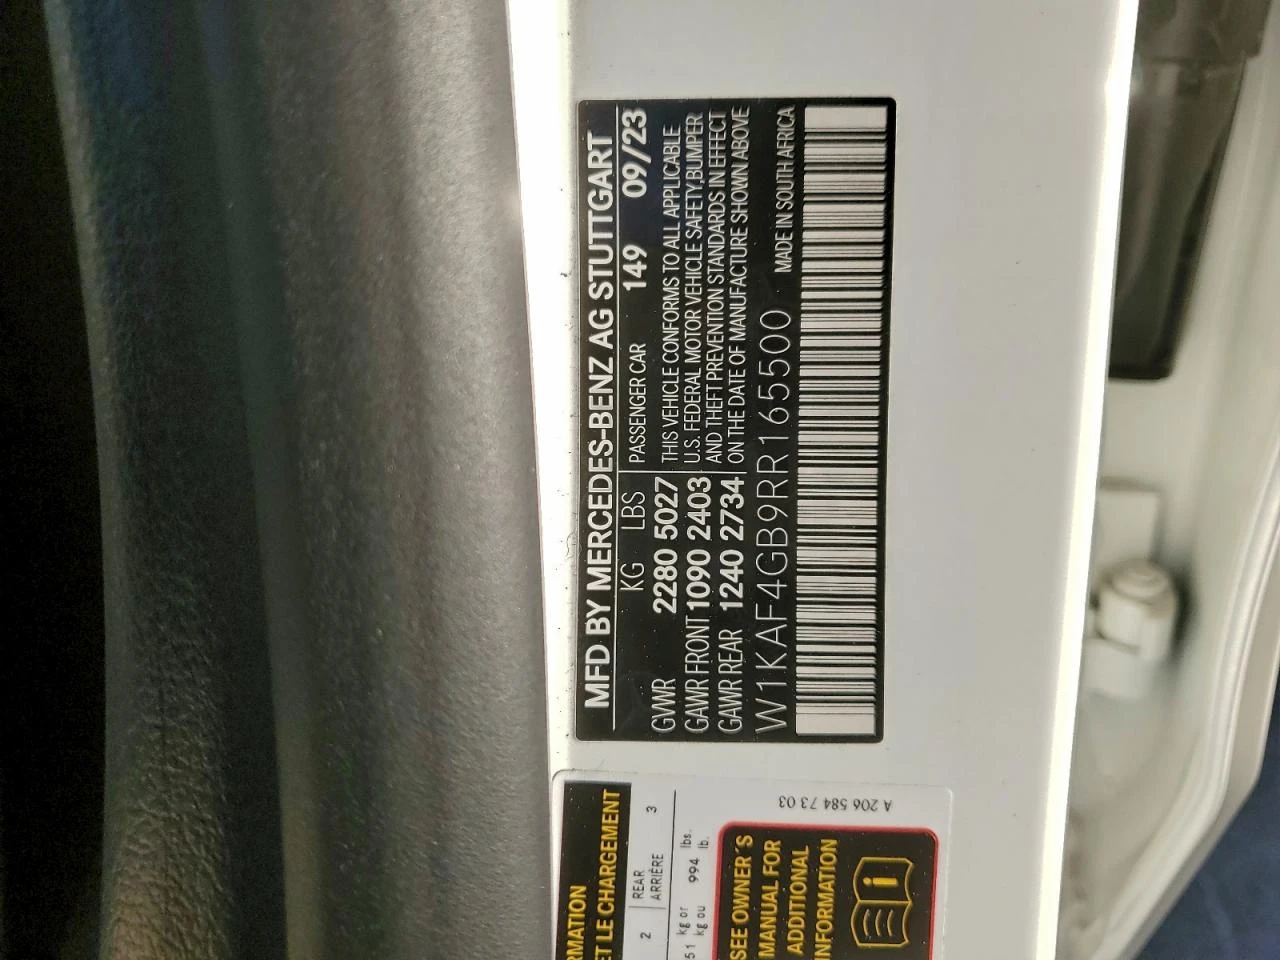 MFD BY MERCEDES-BENZ AG STUTTGART
KG LBS PASSENGER CAR 149 09/23
GVWR 2280 5027 THIS VEHICLE CONFORMS TO ALL APPLICABLE
GAWR FRONT 1090 2403 U.S. FEDERAL MOTOR VEHICLE SAFETY,BUMPER
GAWR REAR 1240 2734 AND THEFT PREVENTION STANDARDS IN EFFECT
ON THE DATE OF MANUFACTURE SHOWN ABOVE
W1KAF4GB9RR165500 MADE IN SOUTH AFRICA
ET LE CHARGEMENT
2 REAR 3
ARRIÈRE
kg or 994 lbs.
kg ou lb.
A 206 584 73 03
SEE OWNER'S
MANUAL FOR
ADDITIONAL
INFORMATION
i